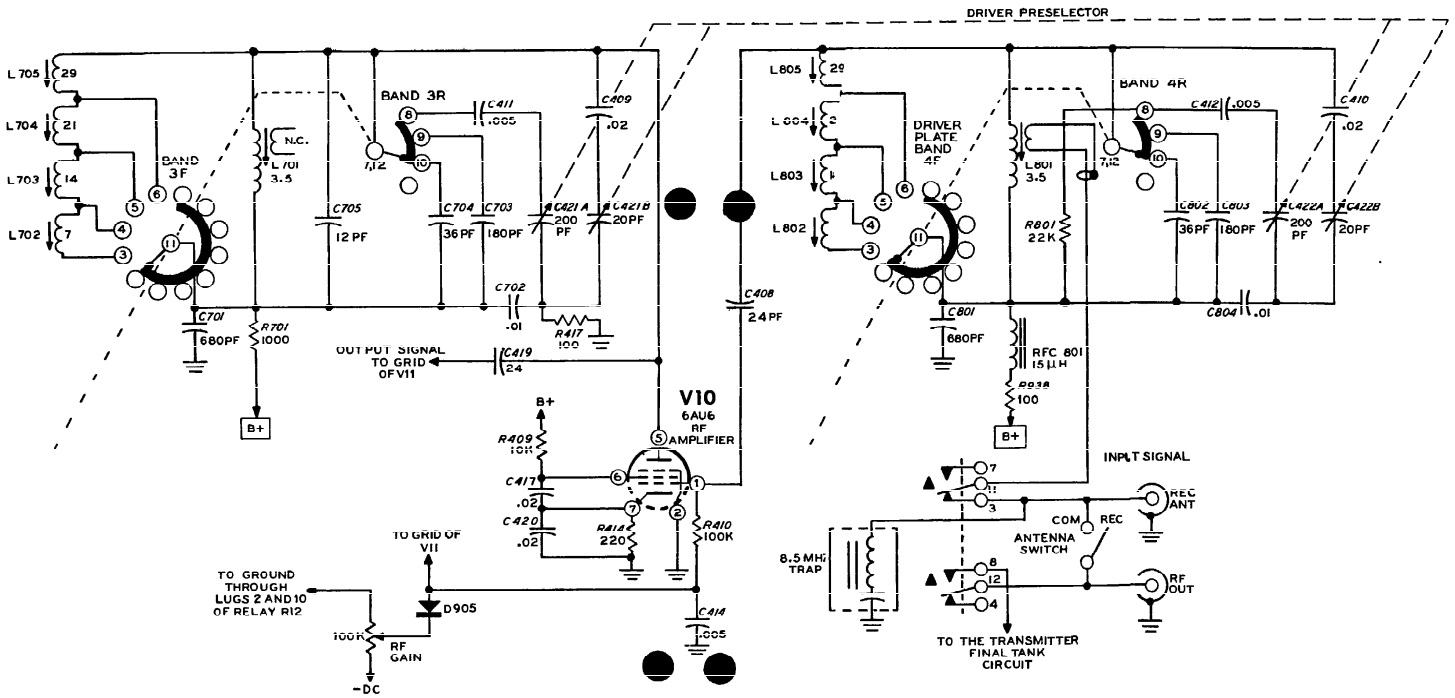 DRIVER PRESELECTOR
L705
29
L704
21
L703
14
L702
7
BAND
3F
6
5
4
3
11
N.C.
L701
3.5
BAND 3R
8
9
10
7,12
C411
.005
C409
.02
C705
12PF
C704
36PF
C703
180PF
C421A
200
PF
C421B
20PF
C701
680PF
R701
1000
B+
C702
.01
R417
100
OUTPUT SIGNAL
TO GRID
OF V11
C419
24
C408
24PF
V10
6AU6
RF
AMPLIFIER
B+
R409
10K
C417
.02
C420
.02
R414
220
R410
100K
5
6
7
2
1
TO GRID OF
V11
D905
TO GROUND
THROUGH
LUGS 2 AND 10
OF RELAY R12
100K
RF
GAIN
-DC
C414
.005
L805
29
L804
L803
L802
DRIVER
PLATE
BAND
4F
6
5
4
3
11
L801
3.5
BAND 4R
8
9
10
7,12
C412
.005
C410
.02
R801
22K
C802
36PF
C803
180PF
C422A
200
PF
C422B
20PF
C804
.01
C801
680PF
RFC 801
15μH
R938
100
B+
INPUT SIGNAL
7
11
3
8
12
4
COM
REC
ANTENNA
SWITCH
REC
ANT
RF
OUT
8.5 MHz
TRAP
TO THE TRANSMITTER
FINAL TANK
CIRCUIT